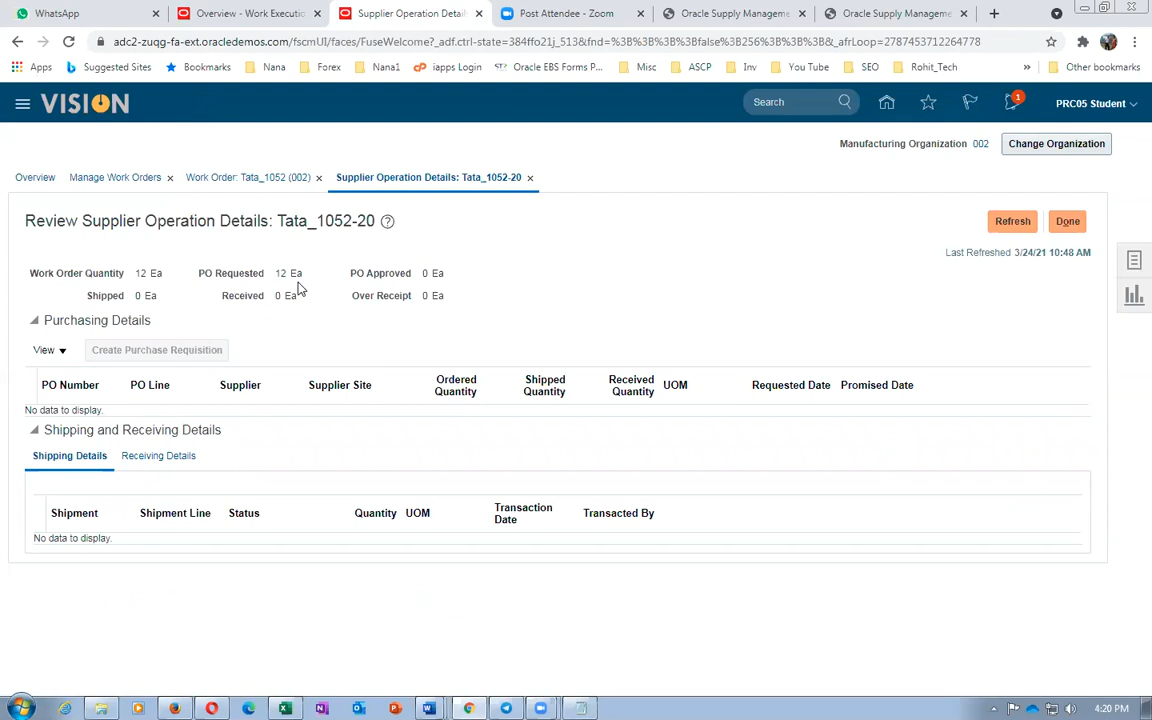 WhatsApp
Overview - Work Executio
Supplier Operation Detai
Post Attendee - Zoom
Oracle Supply Manageme
Oracle Supply Manageme
adc2-zuqg-fa-ext.oracledemos.com/fscmUI/faces/FuseWelcome?_adf.ctrl-state=384ffo21j_513&fnd=%3B%3B%3B%3Bfalse%3B256%3B%3B%3B&_afrLoop=2787453712264778
Apps Suggested Sites Bookmarks Nana Forex Nana1 iapps Login Oracle EBS Forms P... Misc ASCP Inv You Tube SEO Rohit_Tech » Other bookmarks
VISION Search 1 PRC05 Student
Manufacturing Organization 002 Change Organization
Overview Manage Work Orders Work Order: Tata_1052 (002) Supplier Operation Details: Tata_1052-20
Review Supplier Operation Details: Tata_1052-20 Refresh Done
Last Refreshed 3/24/21 10:48 AM
Work Order Quantity 12 Ea PO Requested 12 Ea PO Approved 0 Ea
Shipped 0 Ea Received 0 Ea Over Receipt 0 Ea
Purchasing Details
View Create Purchase Requisition
PO Number PO Line Supplier Supplier Site Ordered Quantity Shipped Quantity Received Quantity UOM Requested Date Promised Date
No data to display.
Shipping and Receiving Details
Shipping Details Receiving Details
Shipment Shipment Line Status Quantity UOM Transaction Date Transacted By
No data to display.
4:20 PM